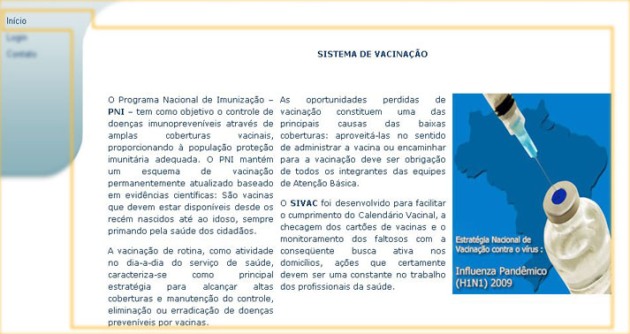 Início
Login
Contato
SISTEMA DE VACINAÇÃO
O Programa Nacional de Imunização –
PNI – tem como objetivo o controle de
doenças imunopreveníveis através de
amplas coberturas vacinais,
proporcionando à população proteção
imunitária adequada. O PNI mantém
um esquema de vacinação
permanentemente atualizado baseado
em evidências científicas: São vacinas
que devem estar disponíveis desde os
recém nascidos até ao idoso, sempre
primando pela saúde dos cidadãos.
A vacinação de rotina, como atividade
no dia-a-dia do serviço de saúde,
caracteriza-se como principal
estratégia para alcançar altas
coberturas e manutenção do controle,
eliminação ou erradicação de doenças
preveníveis por vacinas.
As oportunidades perdidas de
vacinação constituem uma das
principais causas das baixas
coberturas: aproveitá-las no sentido
de administrar a vacina ou encaminhar
para a vacinação deve ser obrigação
de todos os integrantes das equipes
de Atenção Básica.
O SIVAC foi desenvolvido para facilitar
o cumprimento do Calendário Vacinal, a
checagem dos cartões de vacinas e o
monitoramento dos faltosos com a
conseqüente busca ativa nos
domicílios, ações que certamente
devem ser uma constante no trabalho
dos profissionais da saúde.
Estratégia Nacional de
Vacinação contra o vírus :
Influenza Pandêmico
(H1N1) 2009